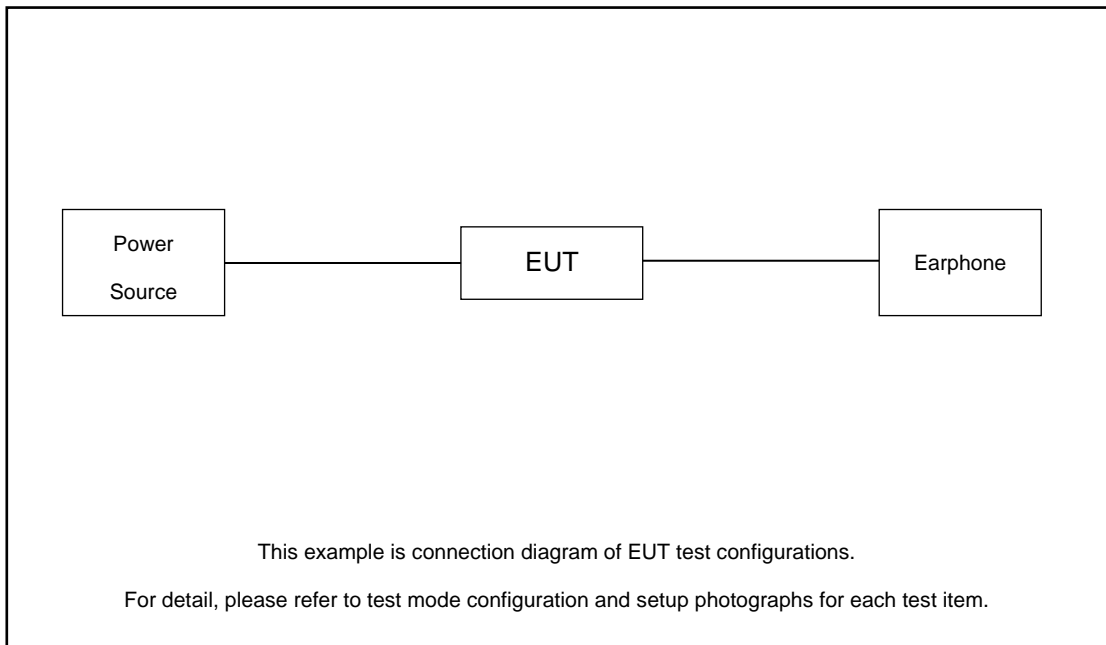 Power
Source
EUT
Earphone
This example is connection diagram of EUT test configurations.
For detail, please refer to test mode configuration and setup photographs for each test item.